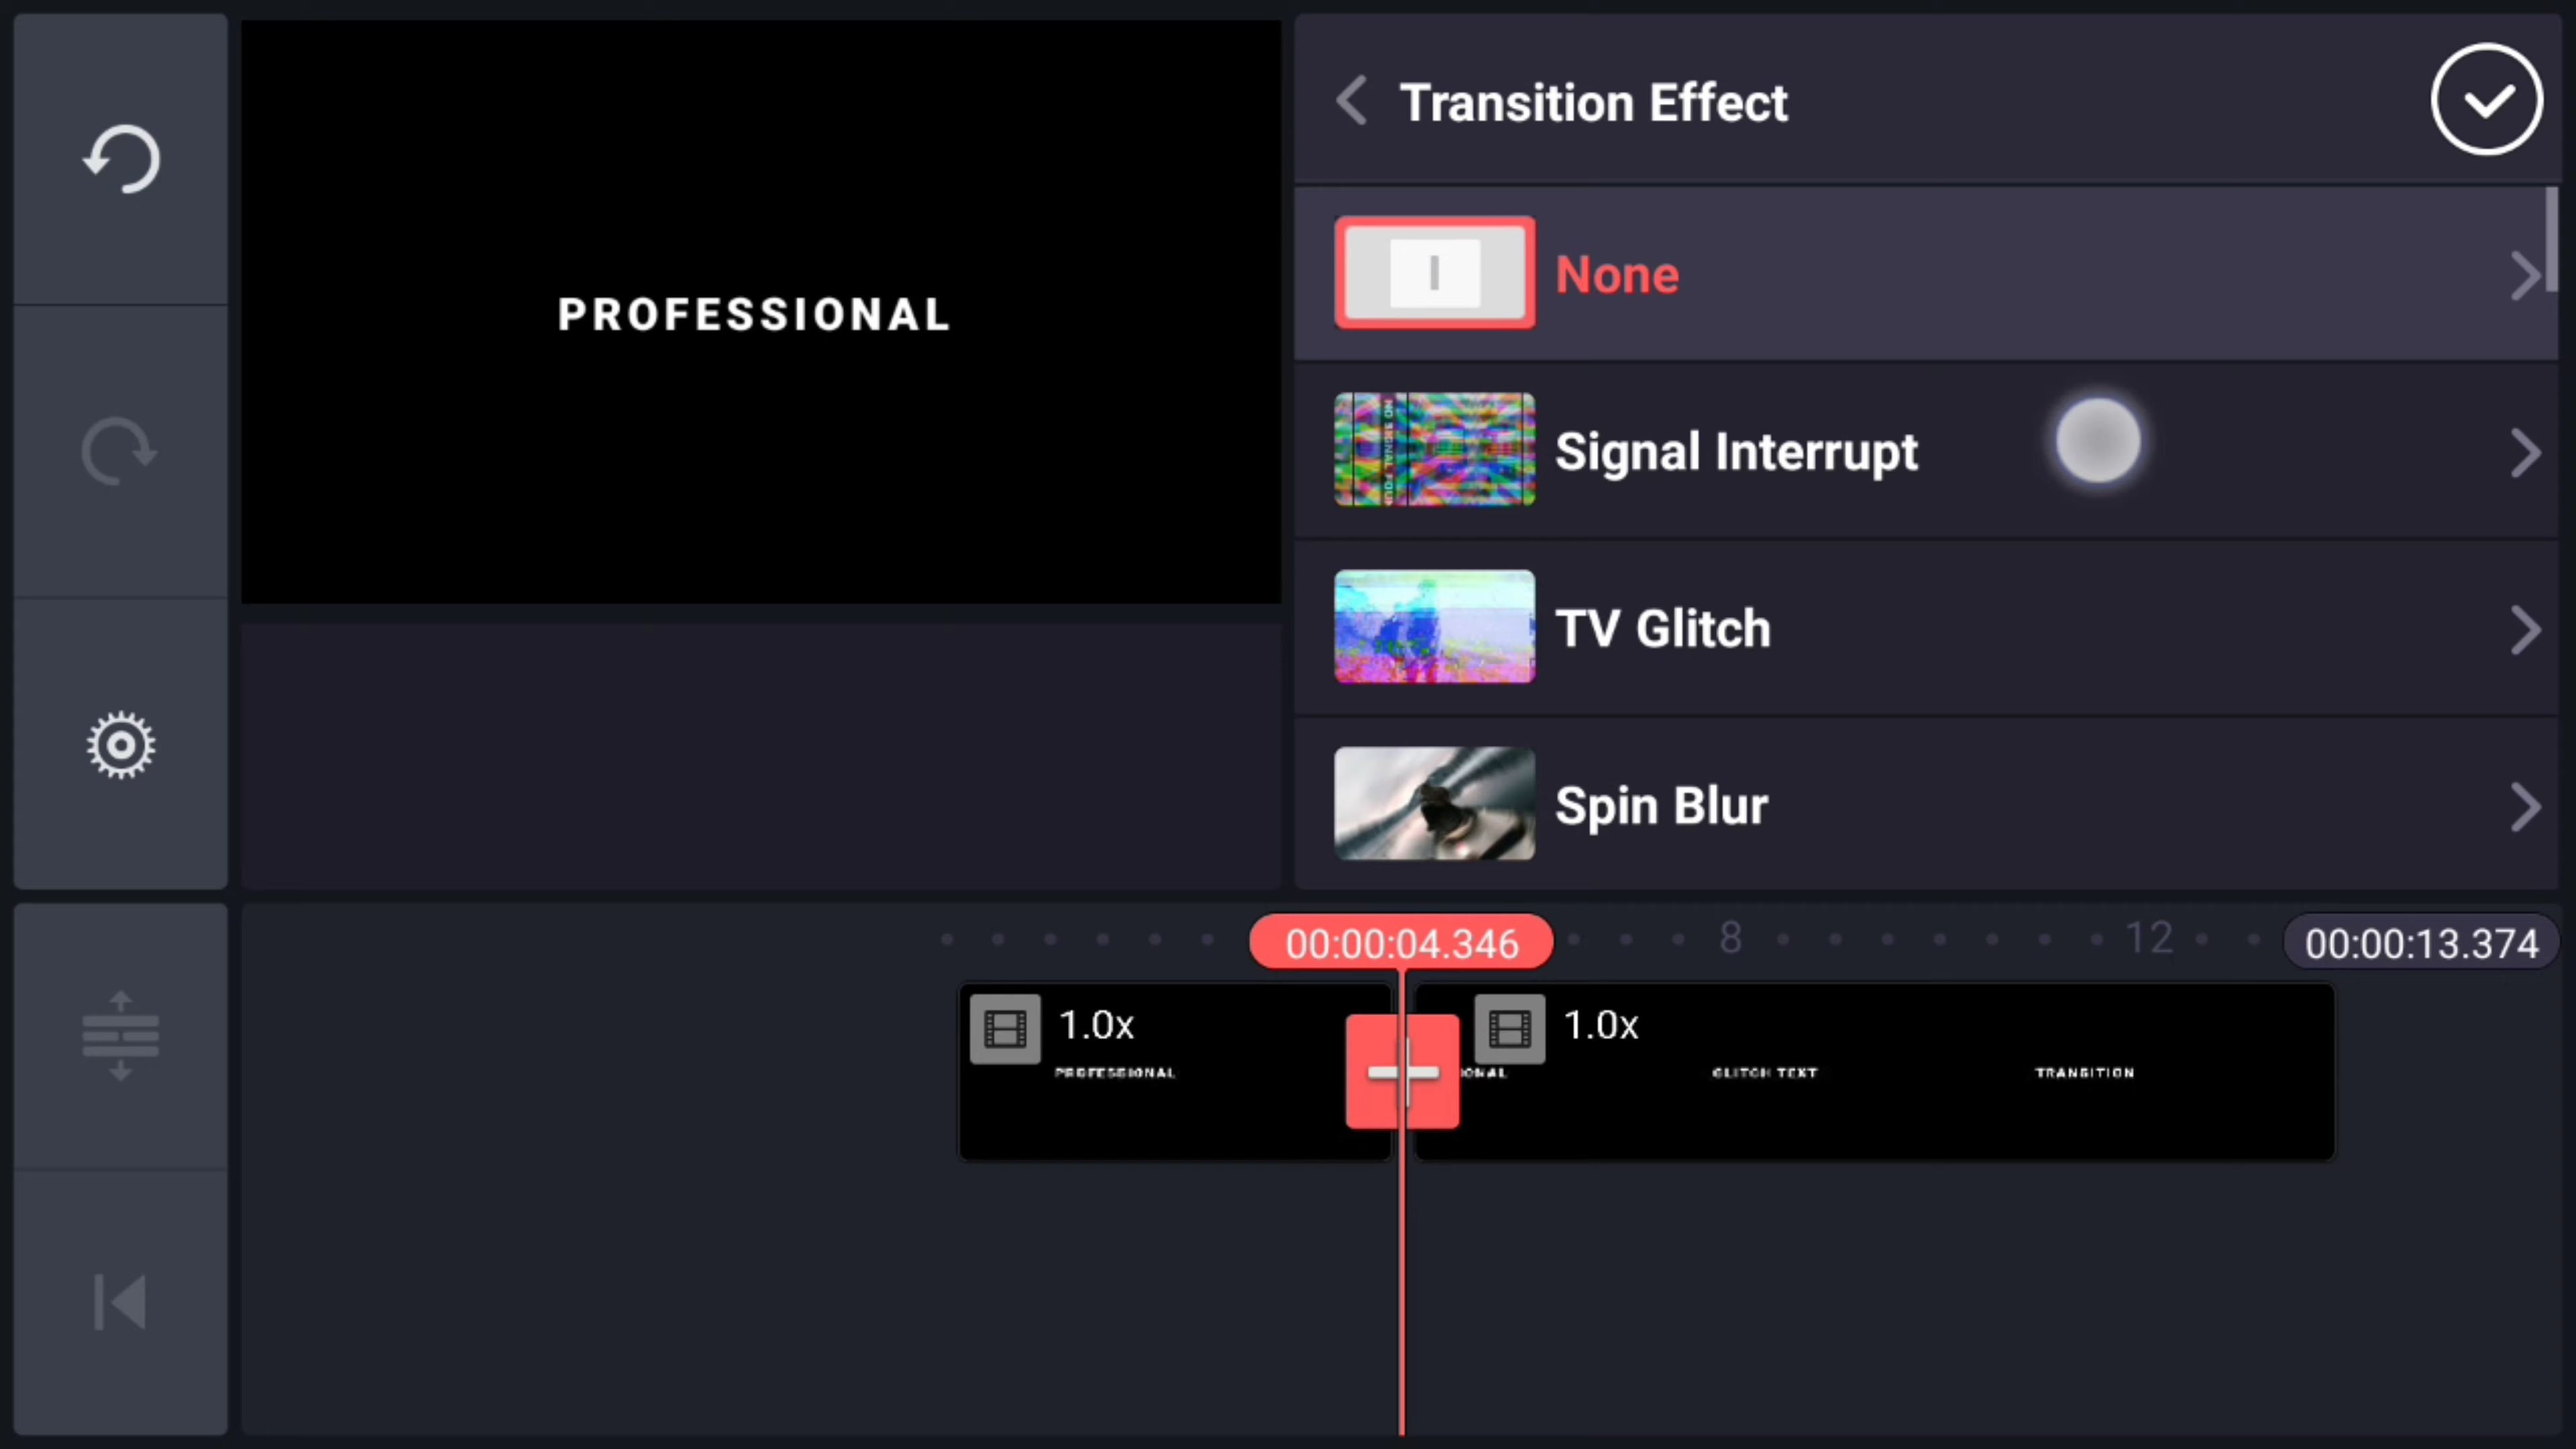 Transition Effect
PROFESSIONAL
None
Signal Interrupt
TV Glitch
Spin Blur
00:00:04.346
8
12
00:00:13.374
1.0x
1.0x
PROFESSIONAL
ONAL
GLITCH TEXT
TRANSITION